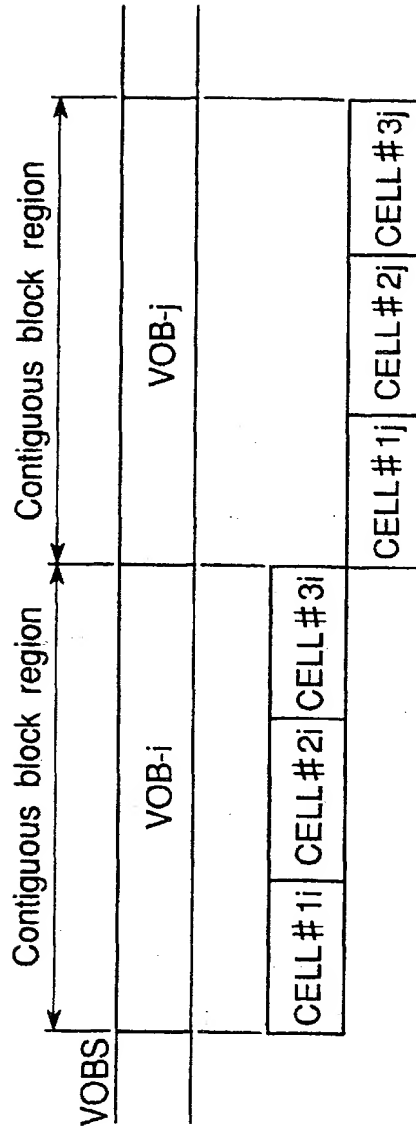 Contiguous block region
Contiguous block region
VOBS
VOB-i
VOB-j
CELL#1i
CELL#2i
CELL#3i
CELL#1j
CELL#2j
CELL#3j